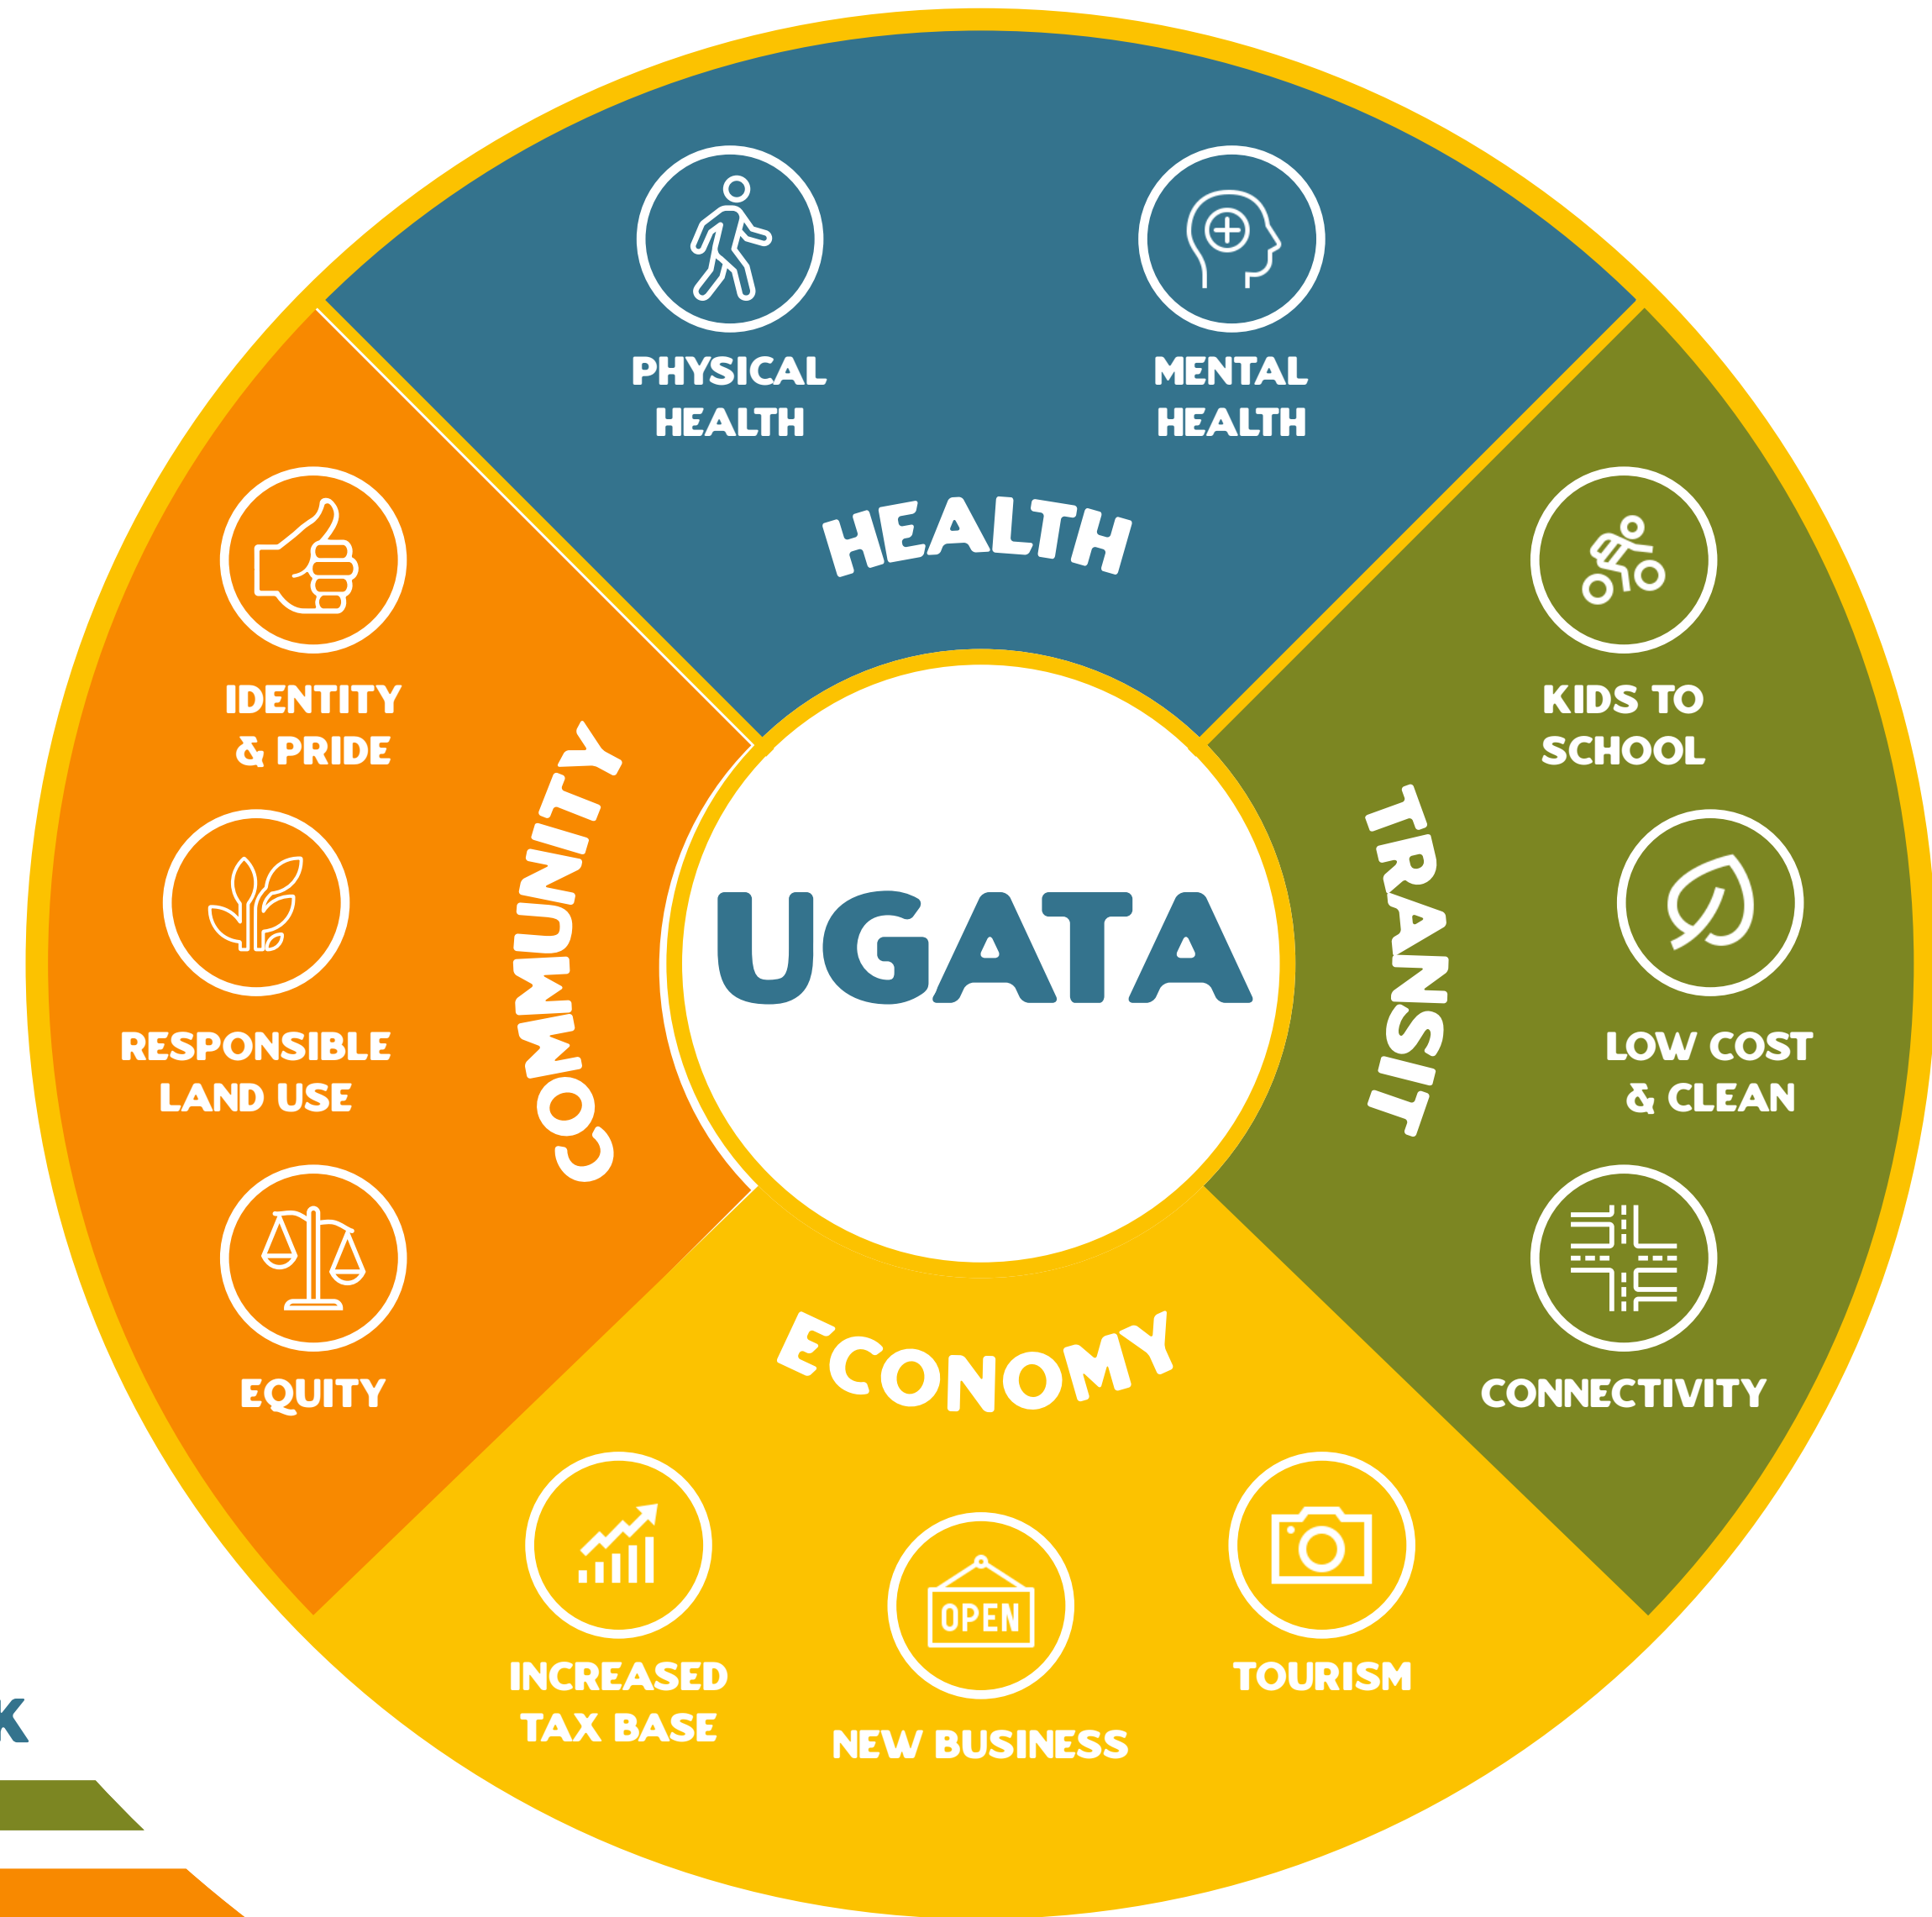 PHYSICAL
HEALTH
MENTAL
HEALTH
HEALTH
IDENTITY
& PRIDE
RESPONSIBLE
LAND USE
EQUITY
COMMUNITY
UGATA
TRANSIT
KIDS TO
SCHOOL
LOW COST
& CLEAN
CONNECTIVITY
ECONOMY
INCREASED
TAX BASE
OPEN
NEW BUSINESS
TOURISM